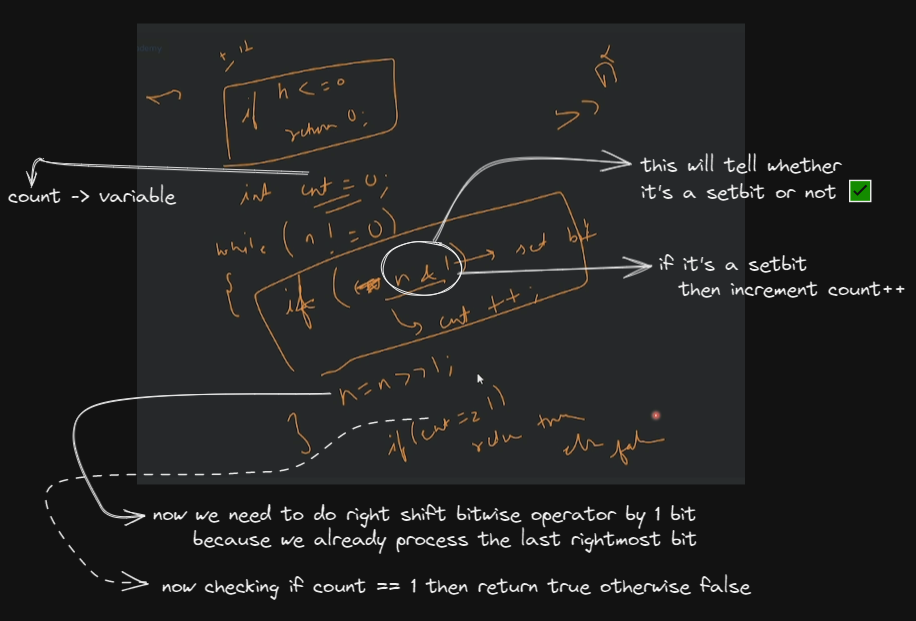 if n <= 0
return 0;
int cnt = 0;
count -> variable
this will tell whether
it's a setbit or not
while ( n ! = 0)
{
if ( n & 1) → set bit
↳ cnt ++;
if it's a setbit
then increment count++
n = n >> 1;
}
if (cnt == 1)
return true
else false
now we need to do right shift bitwise operator by 1 bit
because we already process the last rightmost bit
now checking if count == 1 then return true otherwise false